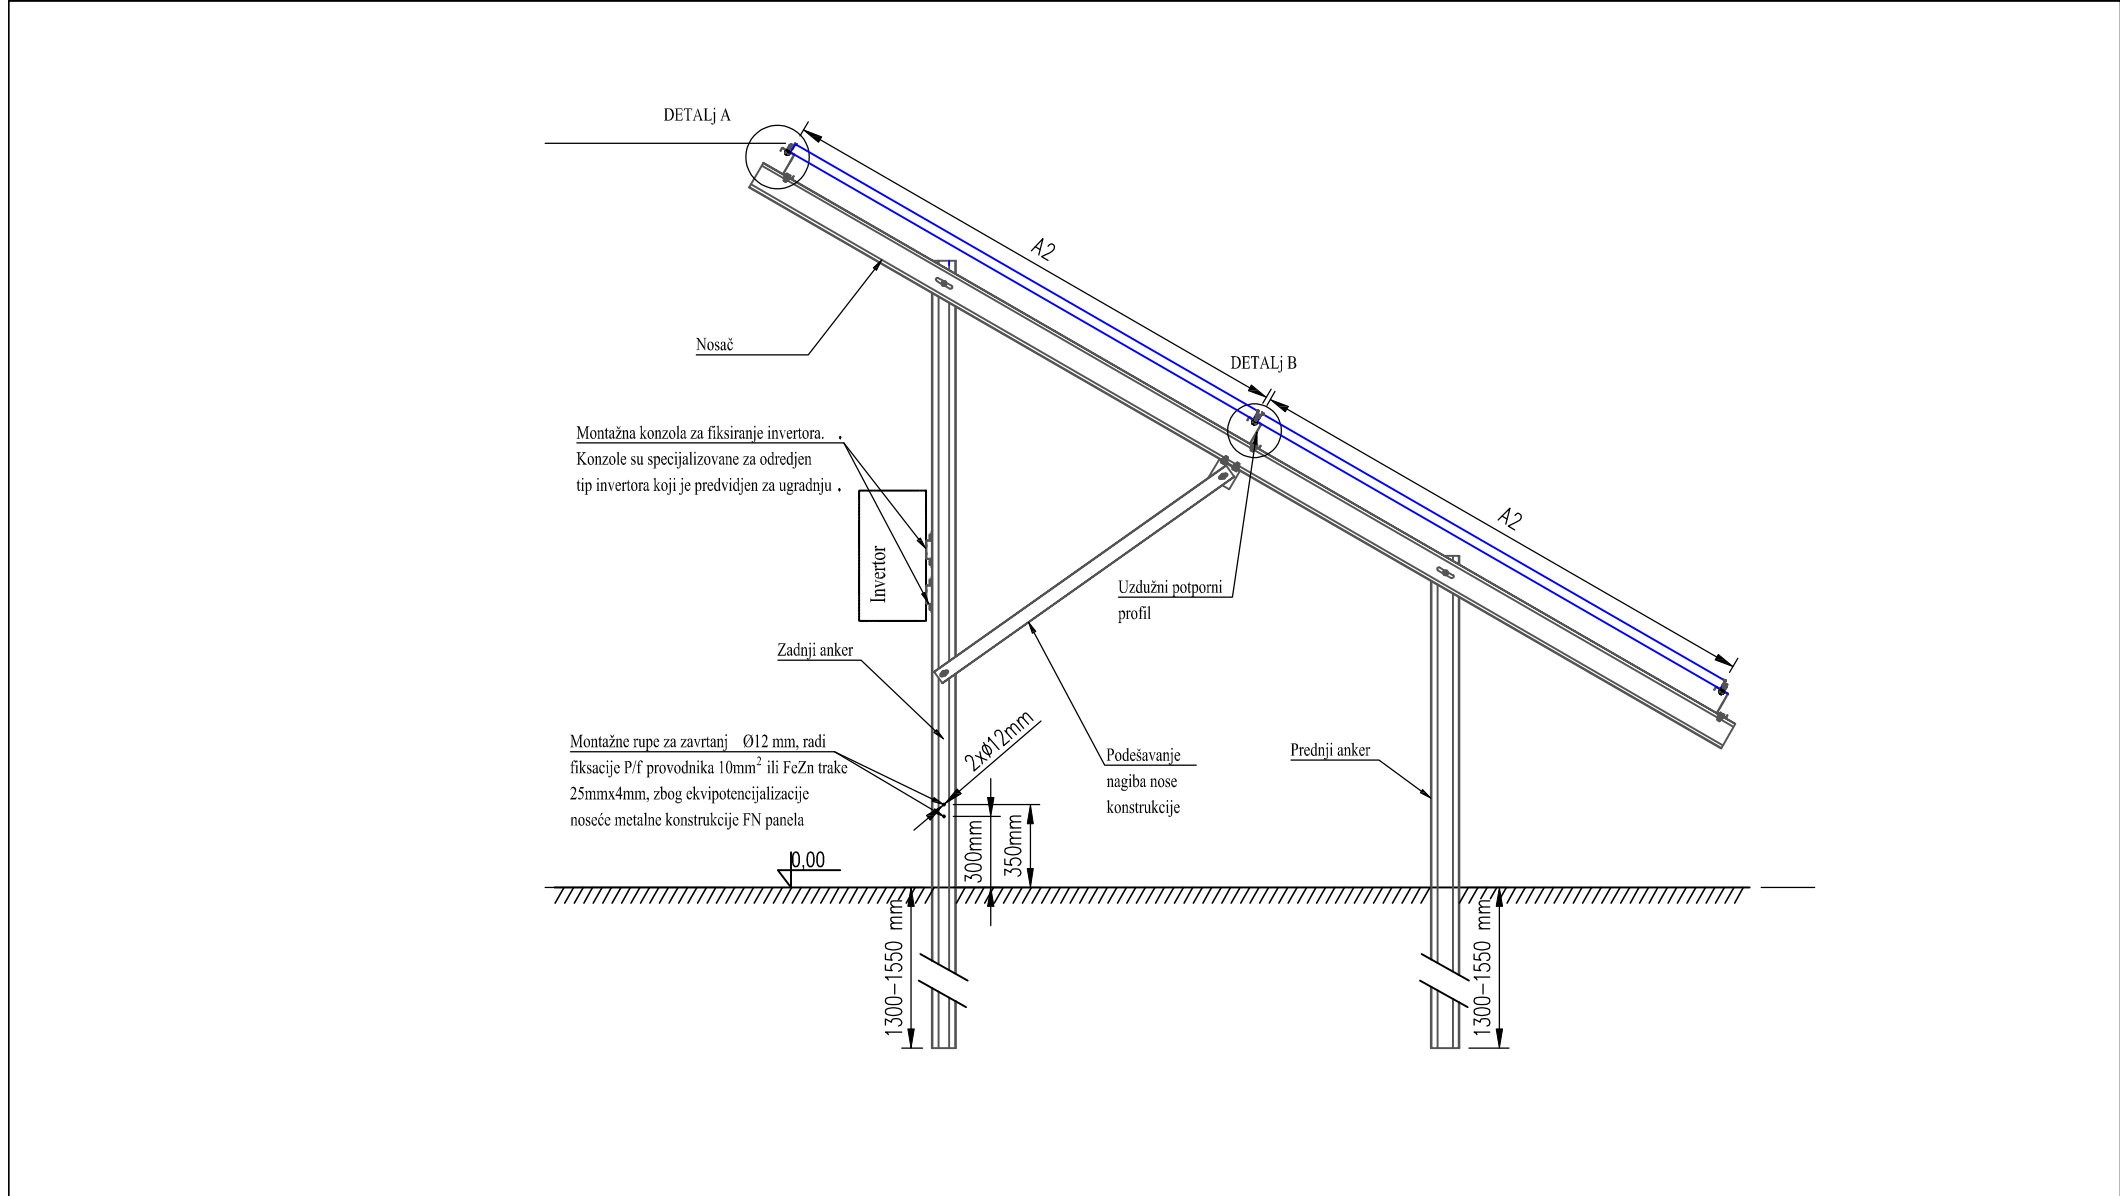 DETALj A
A2
Nosač
DETALj B
Montažna konzola za fiksiranje invertora. .
Konzole su specijalizovane za odredjen
tip invertora koji je predvidjen za ugradnju .
A2
Invertor
Uzdužni potporni
profil
Zadnji anker
2xø12mm
Montažne rupe za zavrtanj Ø12 mm, radi
fiksacije P/f provodnika 10mm² ili FeZn trake
25mmx4mm, zbog ekvipotencijalizacije
noseće metalne konstrukcije FN panela
Podešavanje
nagiba nose
konstrukcije
Prednji anker
300mm
350mm
0,00
1300-1550 mm
1300-1550 mm